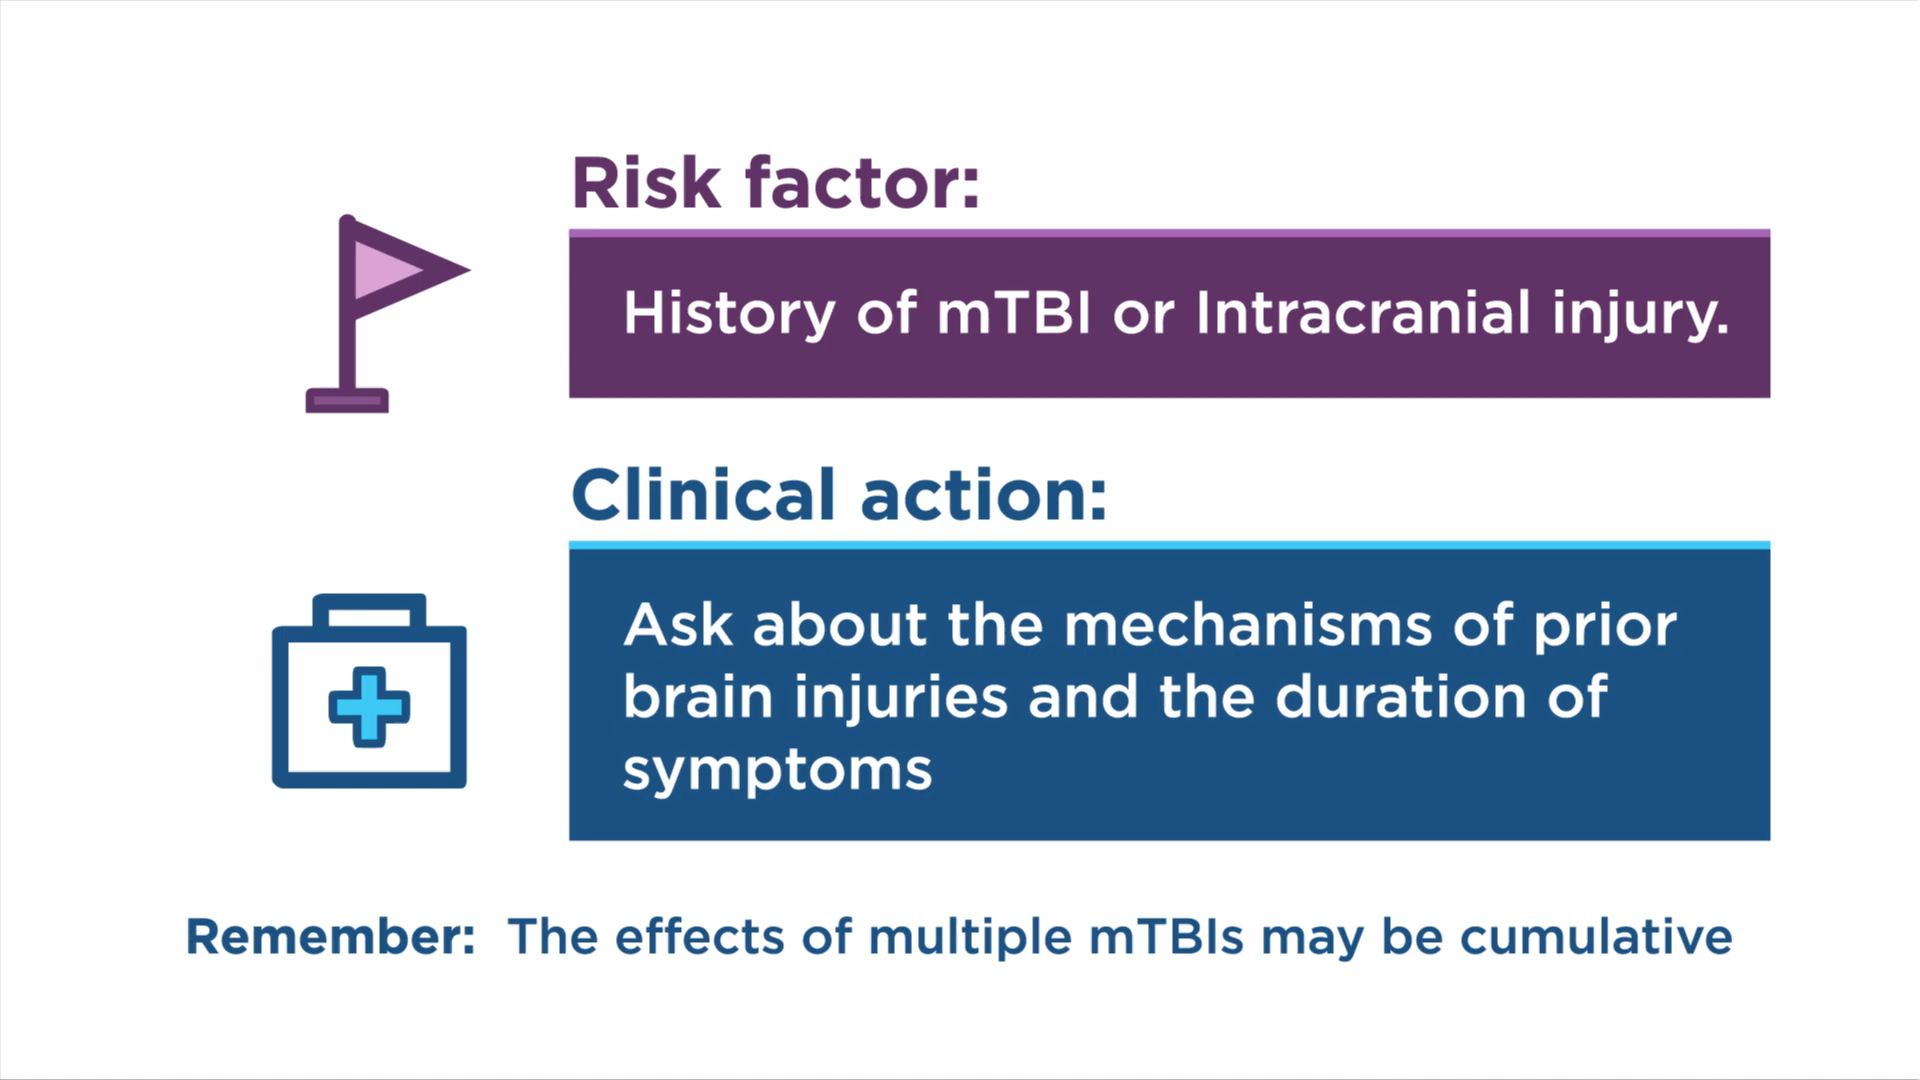 Risk factor:
History of mTBI or Intracranial injury.
Clinical action:
Ask about the mechanisms of prior
brain injuries and the duration of
symptoms
Remember: The effects of multiple mTBIs may be cumulative